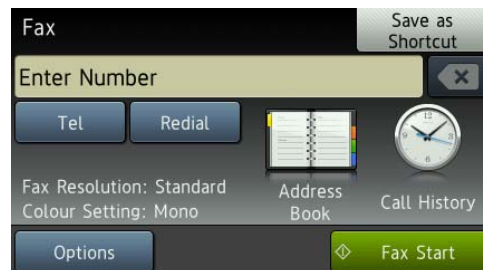 Fax
Save as
Shortcut
Enter Number
Tel
Redial
Fax Resolution: Standard
Colour Setting: Mono
Address
Book
Call History
Options
Fax Start